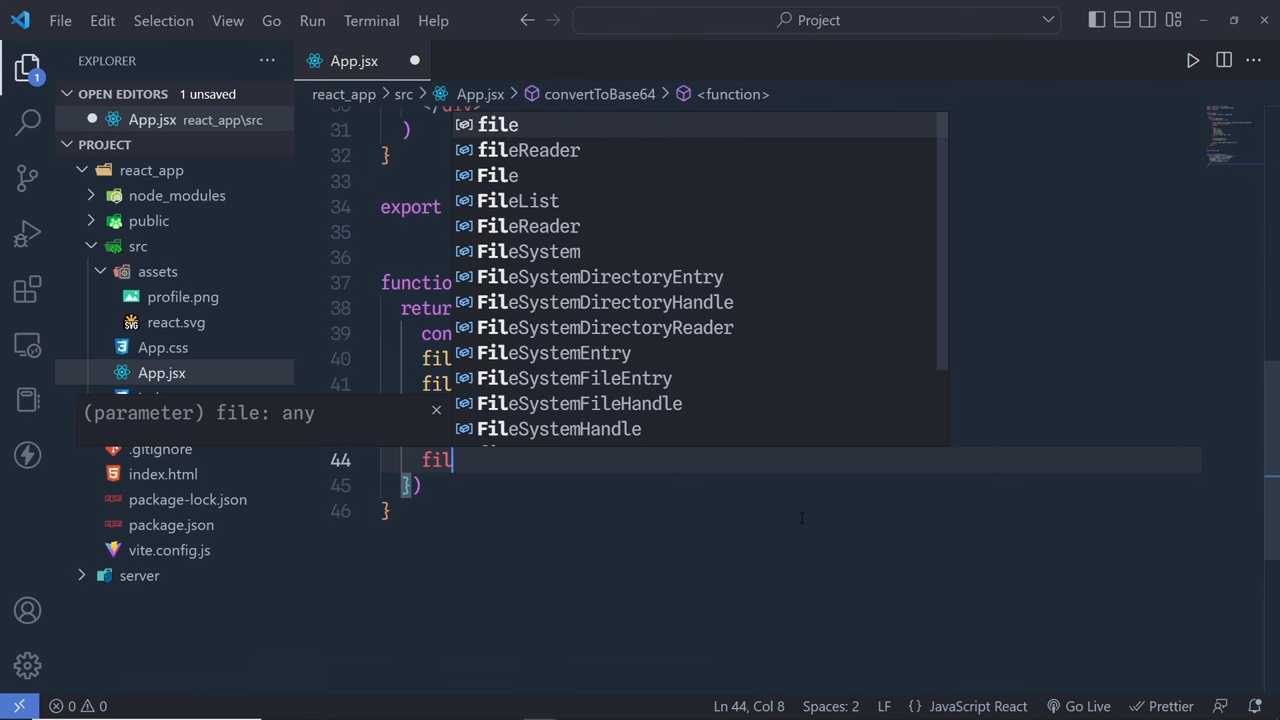 File Edit Selection View Go Run Terminal Help Project
EXPLORER
App.jsx
OPEN EDITORS 1 unsaved
App.jsx react_app\src
react_app src App.jsx convertToBase64 <function>
PROJECT
react_app
node_modules
public
src
assets
profile.png
react.svg
App.css
App.jsx
.gitignore
index.html
package-lock.json
package.json
vite.config.js
server
1
31 )
32 }
33
34 export
35
36
37 functio
38 retur
39 con
40 fil
41 fil
44 fil
45 })
46 }
file
fileReader
File
FileList
FileReader
FileSystem
FileSystemDirectoryEntry
FileSystemDirectoryHandle
FileSystemDirectoryReader
FileSystemEntry
FileSystemFileEntry
FileSystemFileHandle
FileSystemHandle
(parameter) file: any
0 0 Ln 44, Col 8 Spaces: 2 LF {} JavaScript React Go Live Prettier